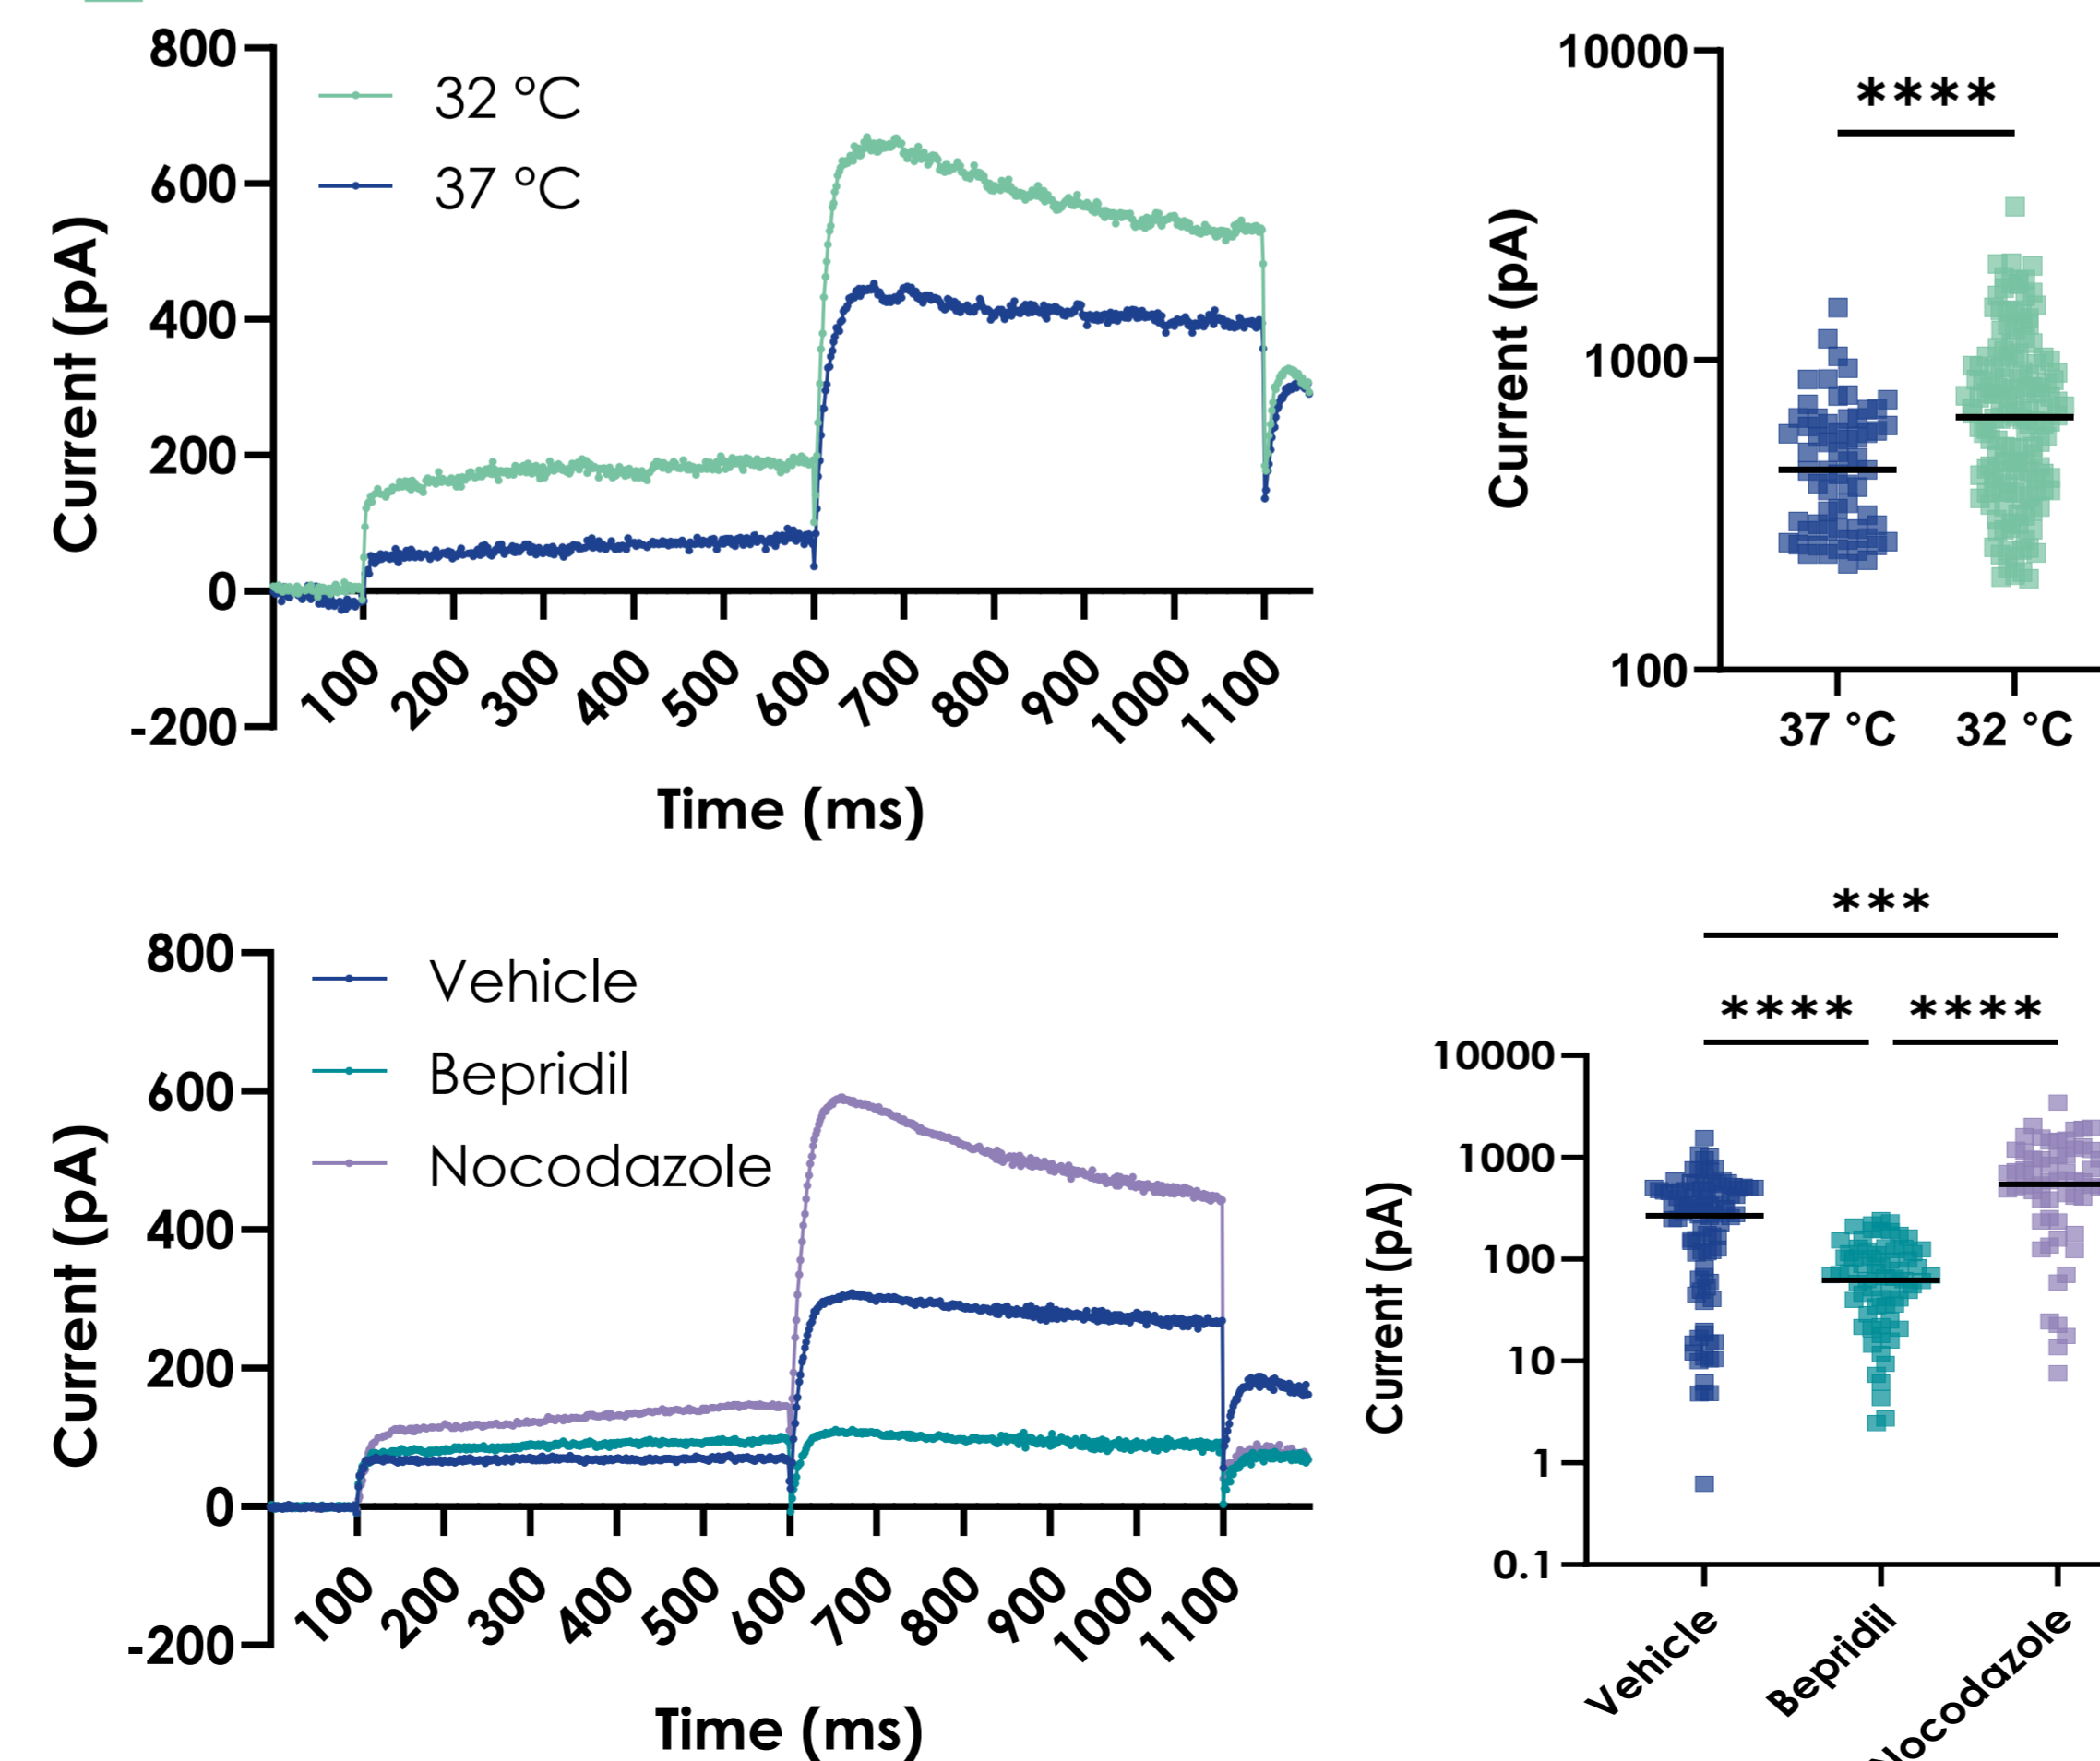 800
600
400
200
0
-200
Current (pA)
32 °C
37 °C
100 200 300 400 500 600 700 800 900 1000 1100
Time (ms)
10000
1000
100
Current (pA)
****
37 °C 32 °C
800
600
400
200
0
-200
Current (pA)
Vehicle
Bepridil
Nocodazole
100 200 300 400 500 600 700 800 900 1000 1100
Time (ms)
***
**** ****
10000
1000
100
10
1
0.1
Current (pA)
Vehicle Bepridil Nocodazole